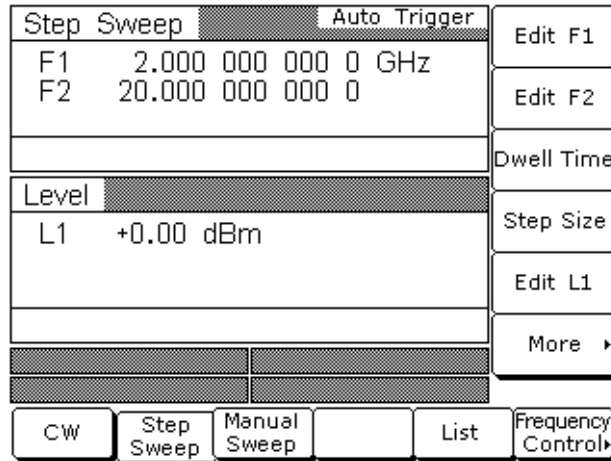 Step Sweep Auto Trigger
F1 2.000 000 000 0 GHz
F2 20.000 000 000 0
Level
L1 +0.00 dBm
Edit F1
Edit F2
Dwell Time
Step Size
Edit L1
More
CW
Step
Sweep
Manual
Sweep
List
Frequency
Control